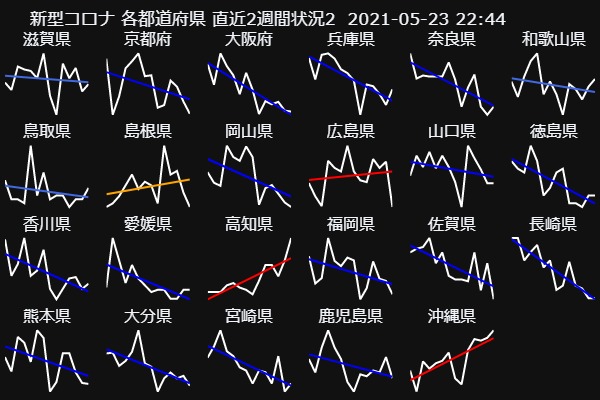 新型コロナ 各都道府県 直近2週間状況2 2021-05-23 22:44
滋賀県 京都府 大阪府 兵庫県 奈良県 和歌山県
鳥取県 島根県 岡山県 広島県 山口県 徳島県
香川県 愛媛県 高知県 福岡県 佐賀県 長崎県
熊本県 大分県 宮崎県 鹿児島県 沖縄県